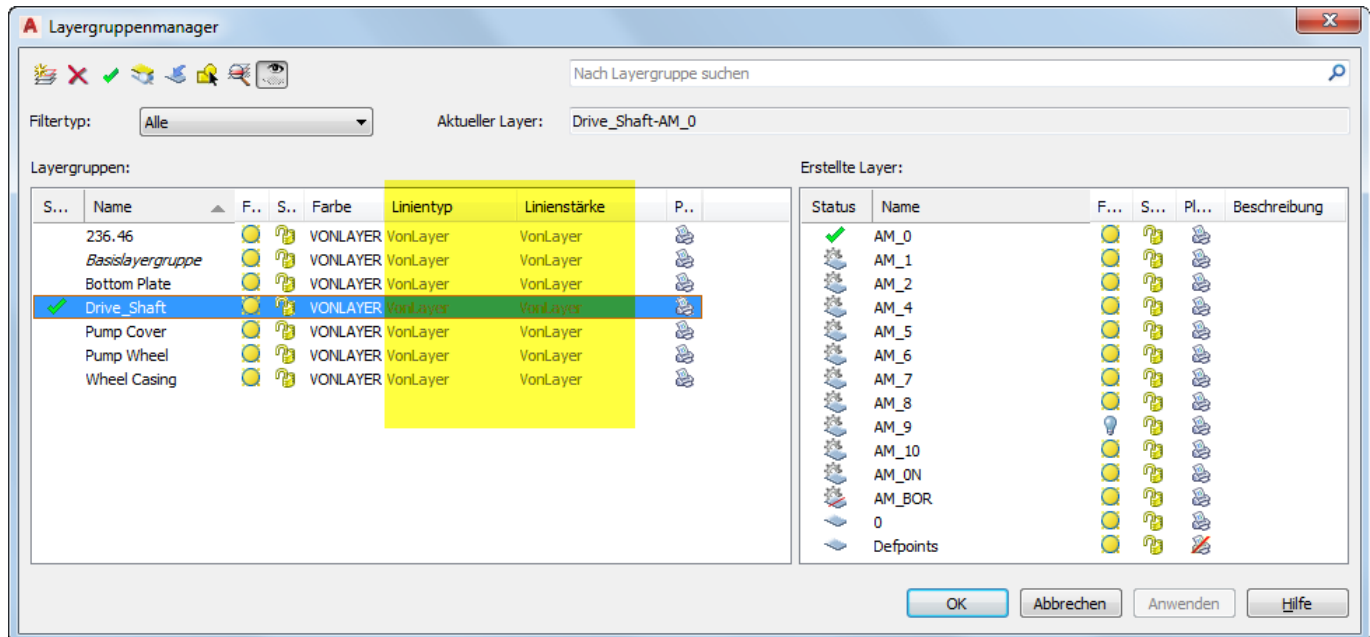 Layergruppenmanager
Nach Layergruppe suchen
Filtertyp: Alle Aktueller Layer: Drive_Shaft-AM_0
Layergruppen: Erstellte Layer:
S... Name F.. S.. Farbe Linientyp Linienstärke P.. Status Name F... S... Pl... Beschreibung
236.46 VONLAYER VonLayer VonLayer AM_0
Basislayergruppe VONLAYER VonLayer VonLayer AM_1
Bottom Plate VONLAYER VonLayer VonLayer AM_2
Drive_Shaft VONLAYER VonLayer VonLayer AM_4
Pump Cover VONLAYER VonLayer VonLayer AM_5
Pump Wheel VONLAYER VonLayer VonLayer AM_6
Wheel Casing VONLAYER VonLayer VonLayer AM_7
AM_8
AM_9
AM_10
AM_0N
AM_BOR
0
Defpoints
OK Abbrechen Anwenden Hilfe